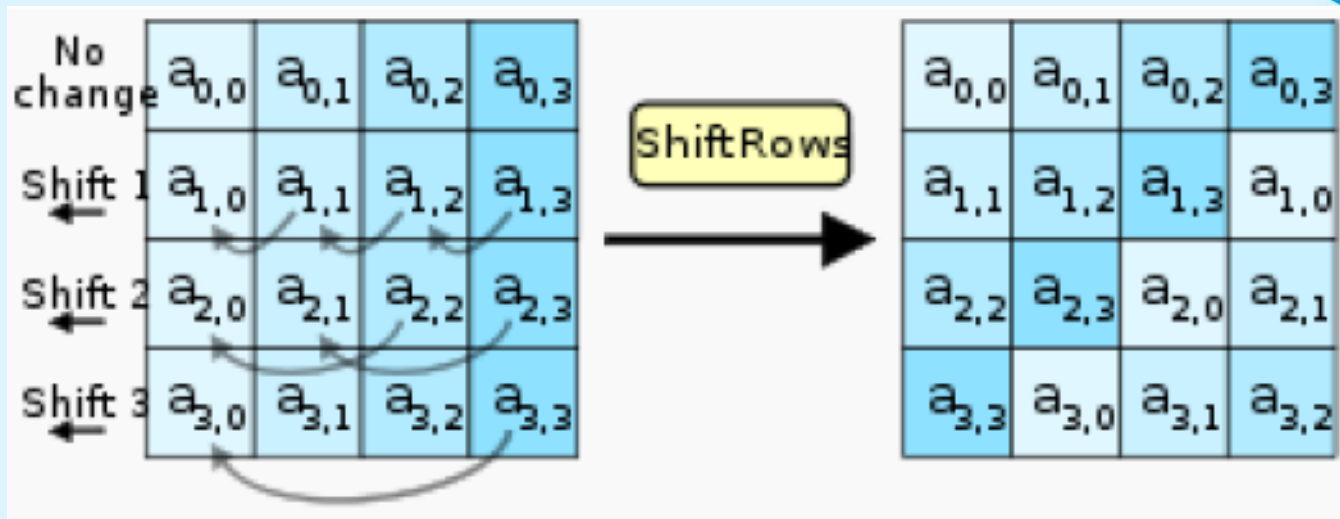 No change a0,0 a0,1 a0,2 a0,3 a0,0 a0,1 a0,2 a0,3
ShiftRows
Shift 1 a1,0 a1,1 a1,2 a1,3 a1,1 a1,2 a1,3 a1,0
Shift 2 a2,0 a2,1 a2,2 a2,3 a2,2 a2,3 a2,0 a2,1
Shift 3 a3,0 a3,1 a3,2 a3,3 a3,3 a3,0 a3,1 a3,2